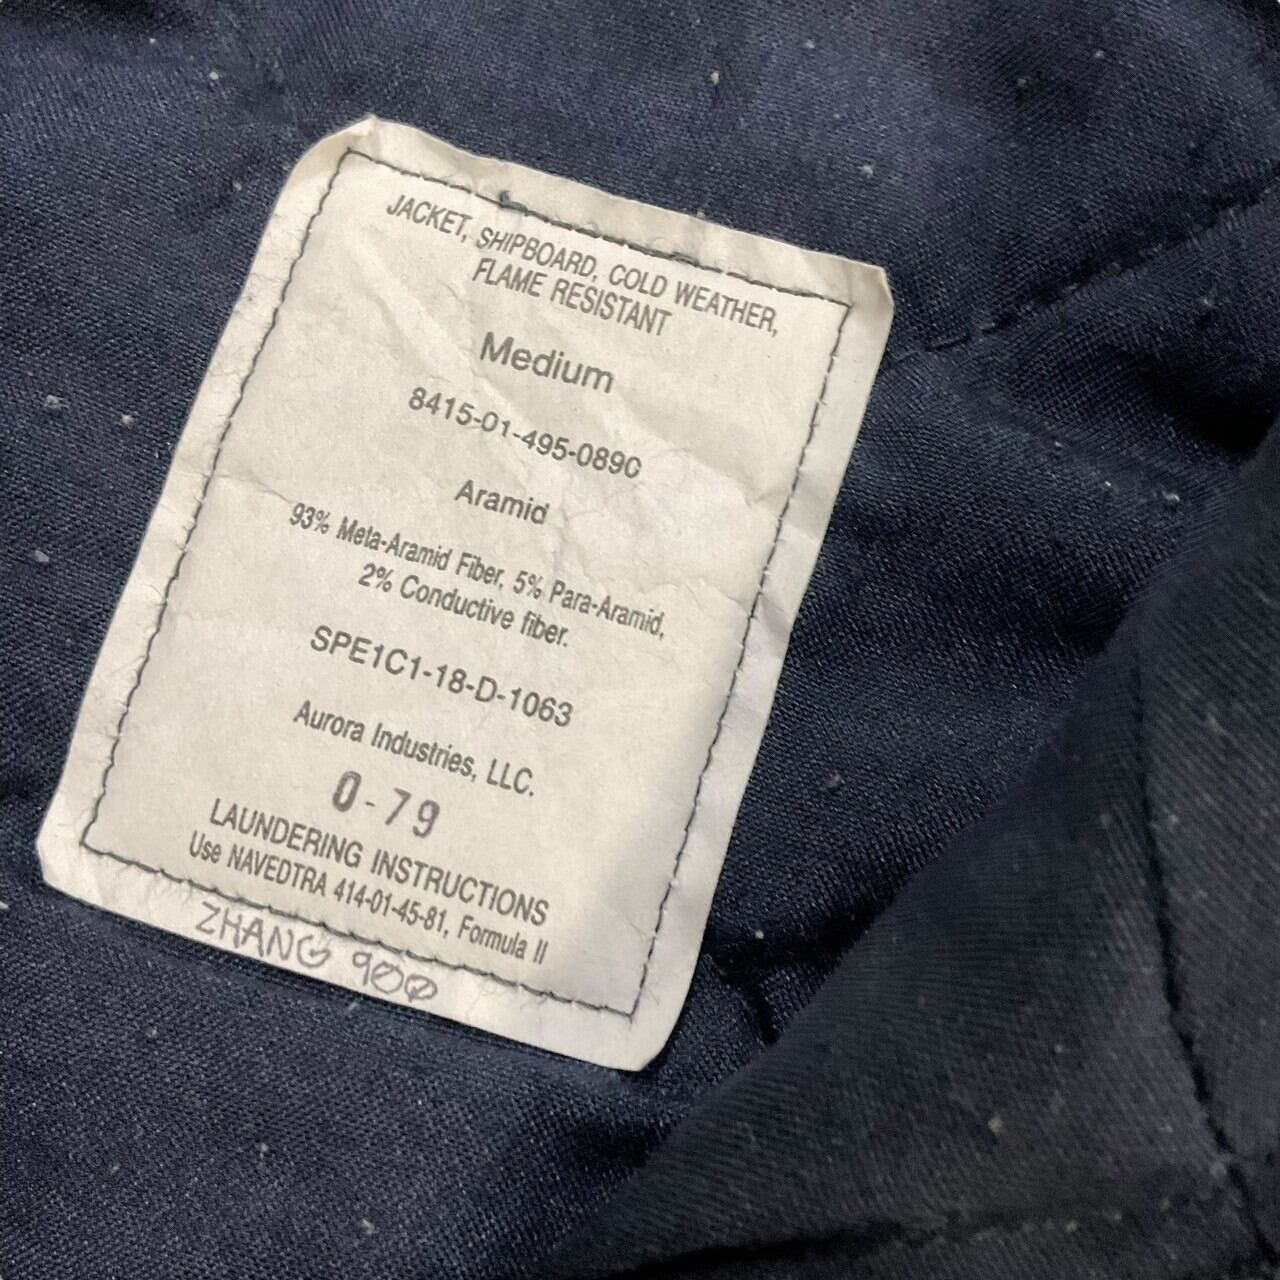 JACKET, SHIPBOARD, COLD WEATHER,
FLAME RESISTANT
Medium
8415-01-495-0890
Aramid
93% Meta-Aramid Fiber, 5% Para-Aramid,
2% Conductive fiber.
SPE1C1-18-D-1063
Aurora Industries, LLC.
0-79
LAUNDERING INSTRUCTIONS
Use NAVEDTRA 414-01-45-81, Formula II
ZHANG 900